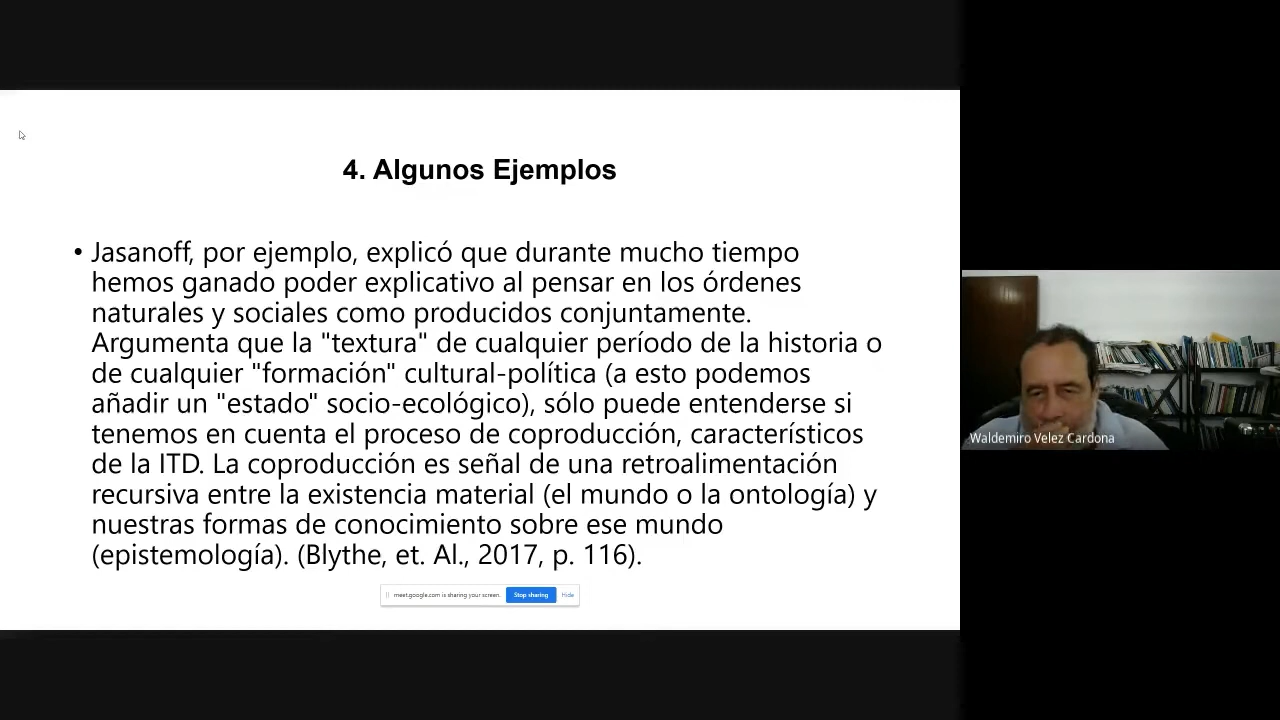 4. Algunos Ejemplos
• Jasanoff, por ejemplo, explicó que durante mucho tiempo
hemos ganado poder explicativo al pensar en los órdenes
naturales y sociales como producidos conjuntamente.
Argumenta que la "textura" de cualquier período de la historia o
de cualquier "formación" cultural-política (a esto podemos
añadir un "estado" socio-ecológico), sólo puede entenderse si
tenemos en cuenta el proceso de coproducción, característicos
de la ITD. La coproducción es señal de una retroalimentación
recursiva entre la existencia material (el mundo o la ontología) y
nuestras formas de conocimiento sobre ese mundo
(epistemología). (Blythe, et. Al., 2017, p. 116).
meet.google.com is sharing your screen. Stop sharing Hide
Waldemiro Velez Cardona